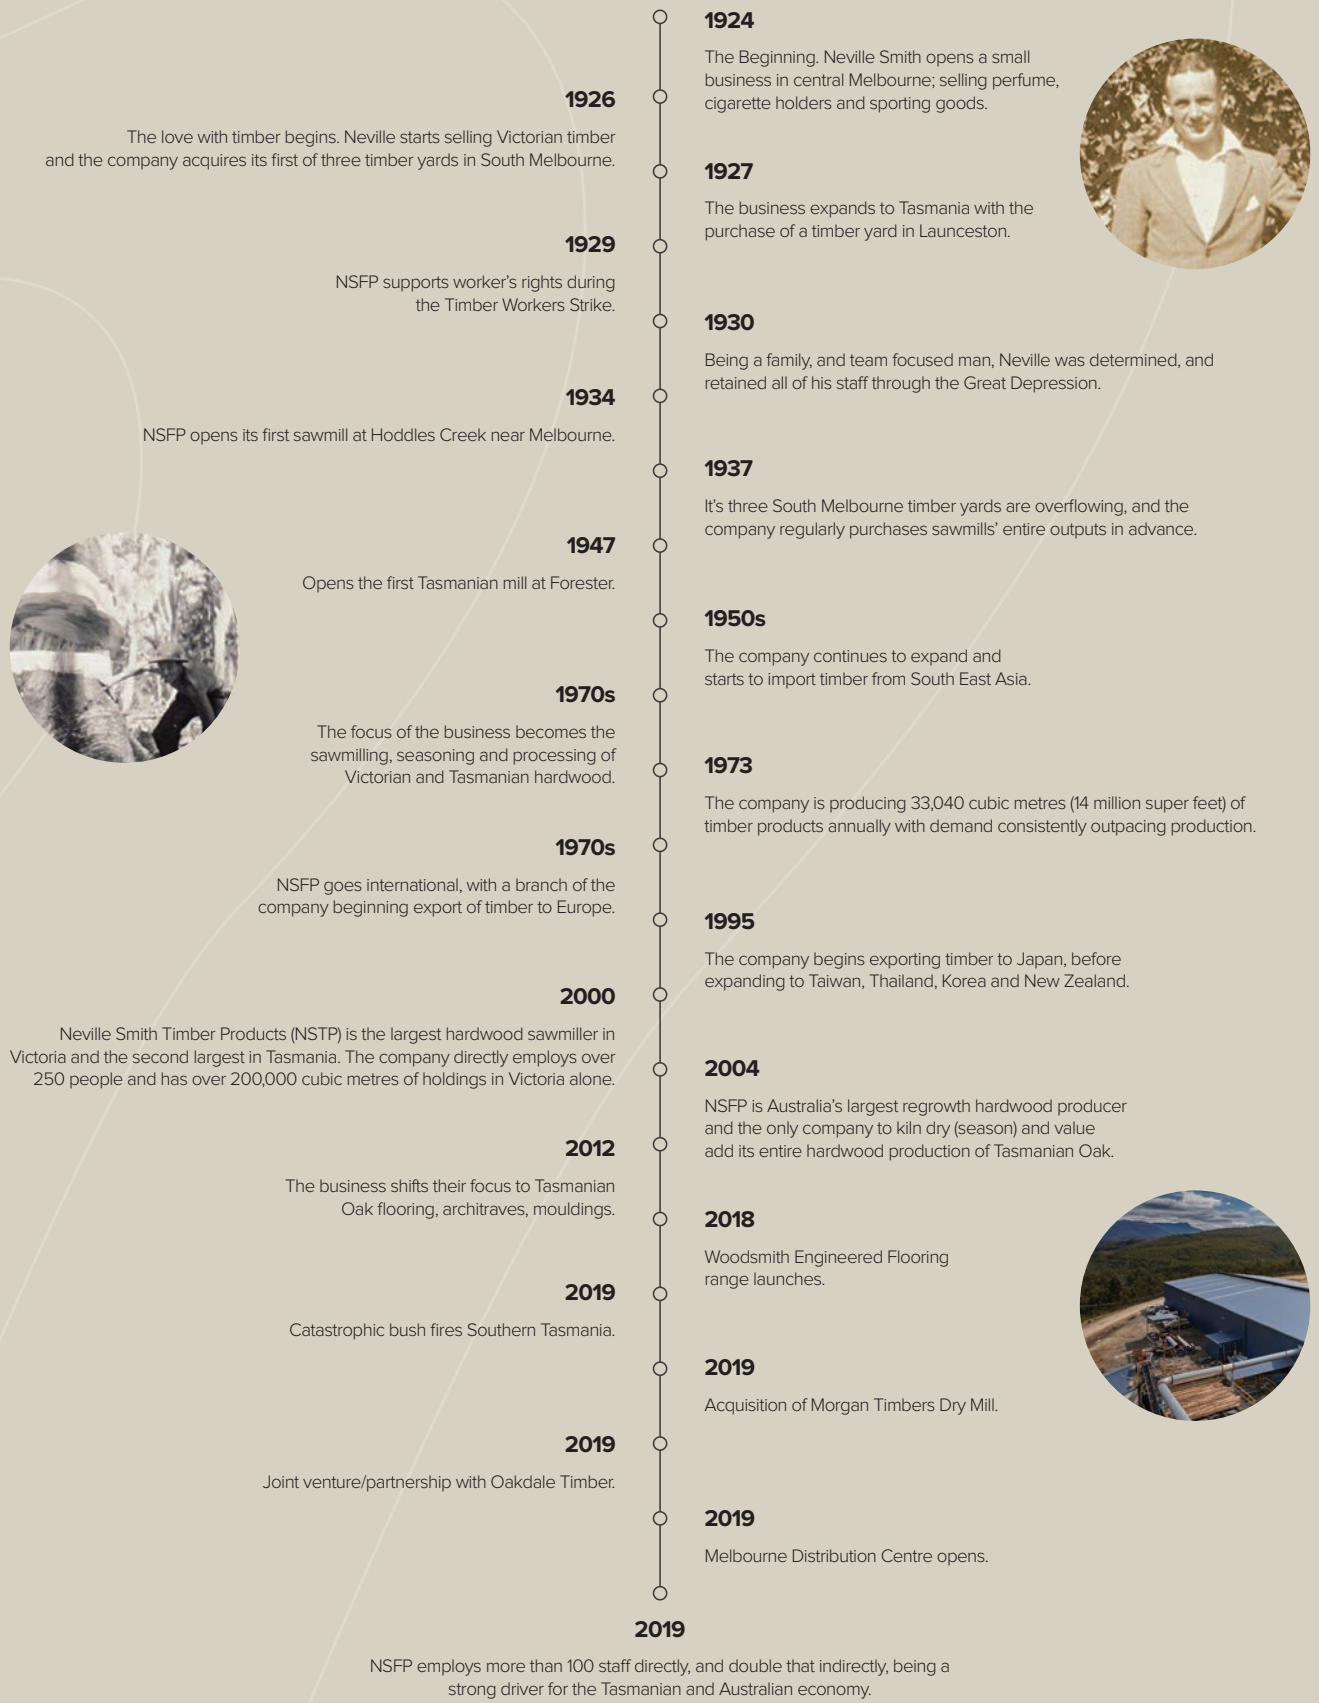 1924
The Beginning. Neville Smith opens a small
business in central Melbourne; selling perfume,
cigarette holders and sporting goods.
1926
The love with timber begins. Neville starts selling Victorian timber
and the company acquires its first of three timber yards in South Melbourne.
1927
The business expands to Tasmania with the
purchase of a timber yard in Launceston.
1929
NSFP supports worker's rights during
the Timber Workers Strike.
1930
Being a family, and team focused man, Neville was determined, and
retained all of his staff through the Great Depression.
1934
NSFP opens its first sawmill at Hoddles Creek near Melbourne.
1937
It's three South Melbourne timber yards are overflowing, and the
company regularly purchases sawmills' entire outputs in advance.
1947
Opens the first Tasmanian mill at Forester.
1950s
The company continues to expand and
starts to import timber from South East Asia.
1970s
The focus of the business becomes the
sawmilling, seasoning and processing of
Victorian and Tasmanian hardwood.
1973
The company is producing 33,040 cubic metres (14 million super feet) of
timber products annually with demand consistently outpacing production.
1970s
NSFP goes international, with a branch of the
company beginning export of timber to Europe.
1995
The company begins exporting timber to Japan, before
expanding to Taiwan, Thailand, Korea and New Zealand.
2000
Neville Smith Timber Products (NSTP) is the largest hardwood sawmiller in
Victoria and the second largest in Tasmania. The company directly employs over
250 people and has over 200,000 cubic metres of holdings in Victoria alone.
2004
NSFP is Australia's largest regrowth hardwood producer
and the only company to kiln dry (season) and value
add its entire hardwood production of Tasmanian Oak.
2012
The business shifts their focus to Tasmanian
Oak flooring, architraves, mouldings.
2018
Woodsmith Engineered Flooring
range launches.
2019
Catastrophic bush fires Southern Tasmania.
2019
Acquisition of Morgan Timbers Dry Mill.
2019
Joint venture/partnership with Oakdale Timber.
2019
Melbourne Distribution Centre opens.
2019
NSFP employs more than 100 staff directly, and double that indirectly, being a
strong driver for the Tasmanian and Australian economy.